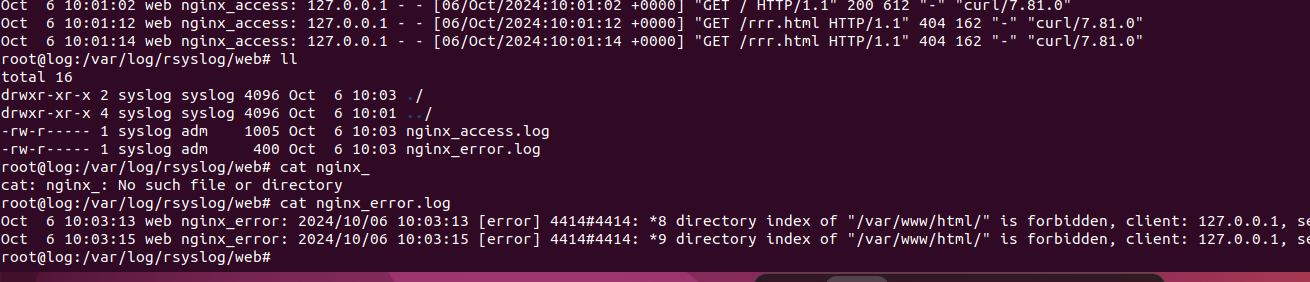 Oct  6 10:01:02 web nginx_access: 127.0.0.1 - - [06/Oct/2024:10:01:02 +0000] "GET / HTTP/1.1" 200 612 "-" "curl/7.81.0"
Oct  6 10:01:12 web nginx_access: 127.0.0.1 - - [06/Oct/2024:10:01:12 +0000] "GET /rrr.html HTTP/1.1" 404 162 "-" "curl/7.81.0"
Oct  6 10:01:14 web nginx_access: 127.0.0.1 - - [06/Oct/2024:10:01:14 +0000] "GET /rrr.html HTTP/1.1" 404 162 "-" "curl/7.81.0"
root@log:/var/log/rsyslog/web# ll
total 16
drwxr-xr-x 2 syslog syslog 4096 Oct  6 10:03 ./
drwxr-xr-x 4 syslog syslog 4096 Oct  6 10:01 ../
-rw-r----- 1 syslog adm    1005 Oct  6 10:03 nginx_access.log
-rw-r----- 1 syslog adm     400 Oct  6 10:03 nginx_error.log
root@log:/var/log/rsyslog/web# cat nginx_
cat: nginx_: No such file or directory
root@log:/var/log/rsyslog/web# cat nginx_error.log
Oct  6 10:03:13 web nginx_error: 2024/10/06 10:03:13 [error] 4414#4414: *8 directory index of "/var/www/html/" is forbidden, client: 127.0.0.1, se
Oct  6 10:03:15 web nginx_error: 2024/10/06 10:03:15 [error] 4414#4414: *9 directory index of "/var/www/html/" is forbidden, client: 127.0.0.1, se
root@log:/var/log/rsyslog/web#